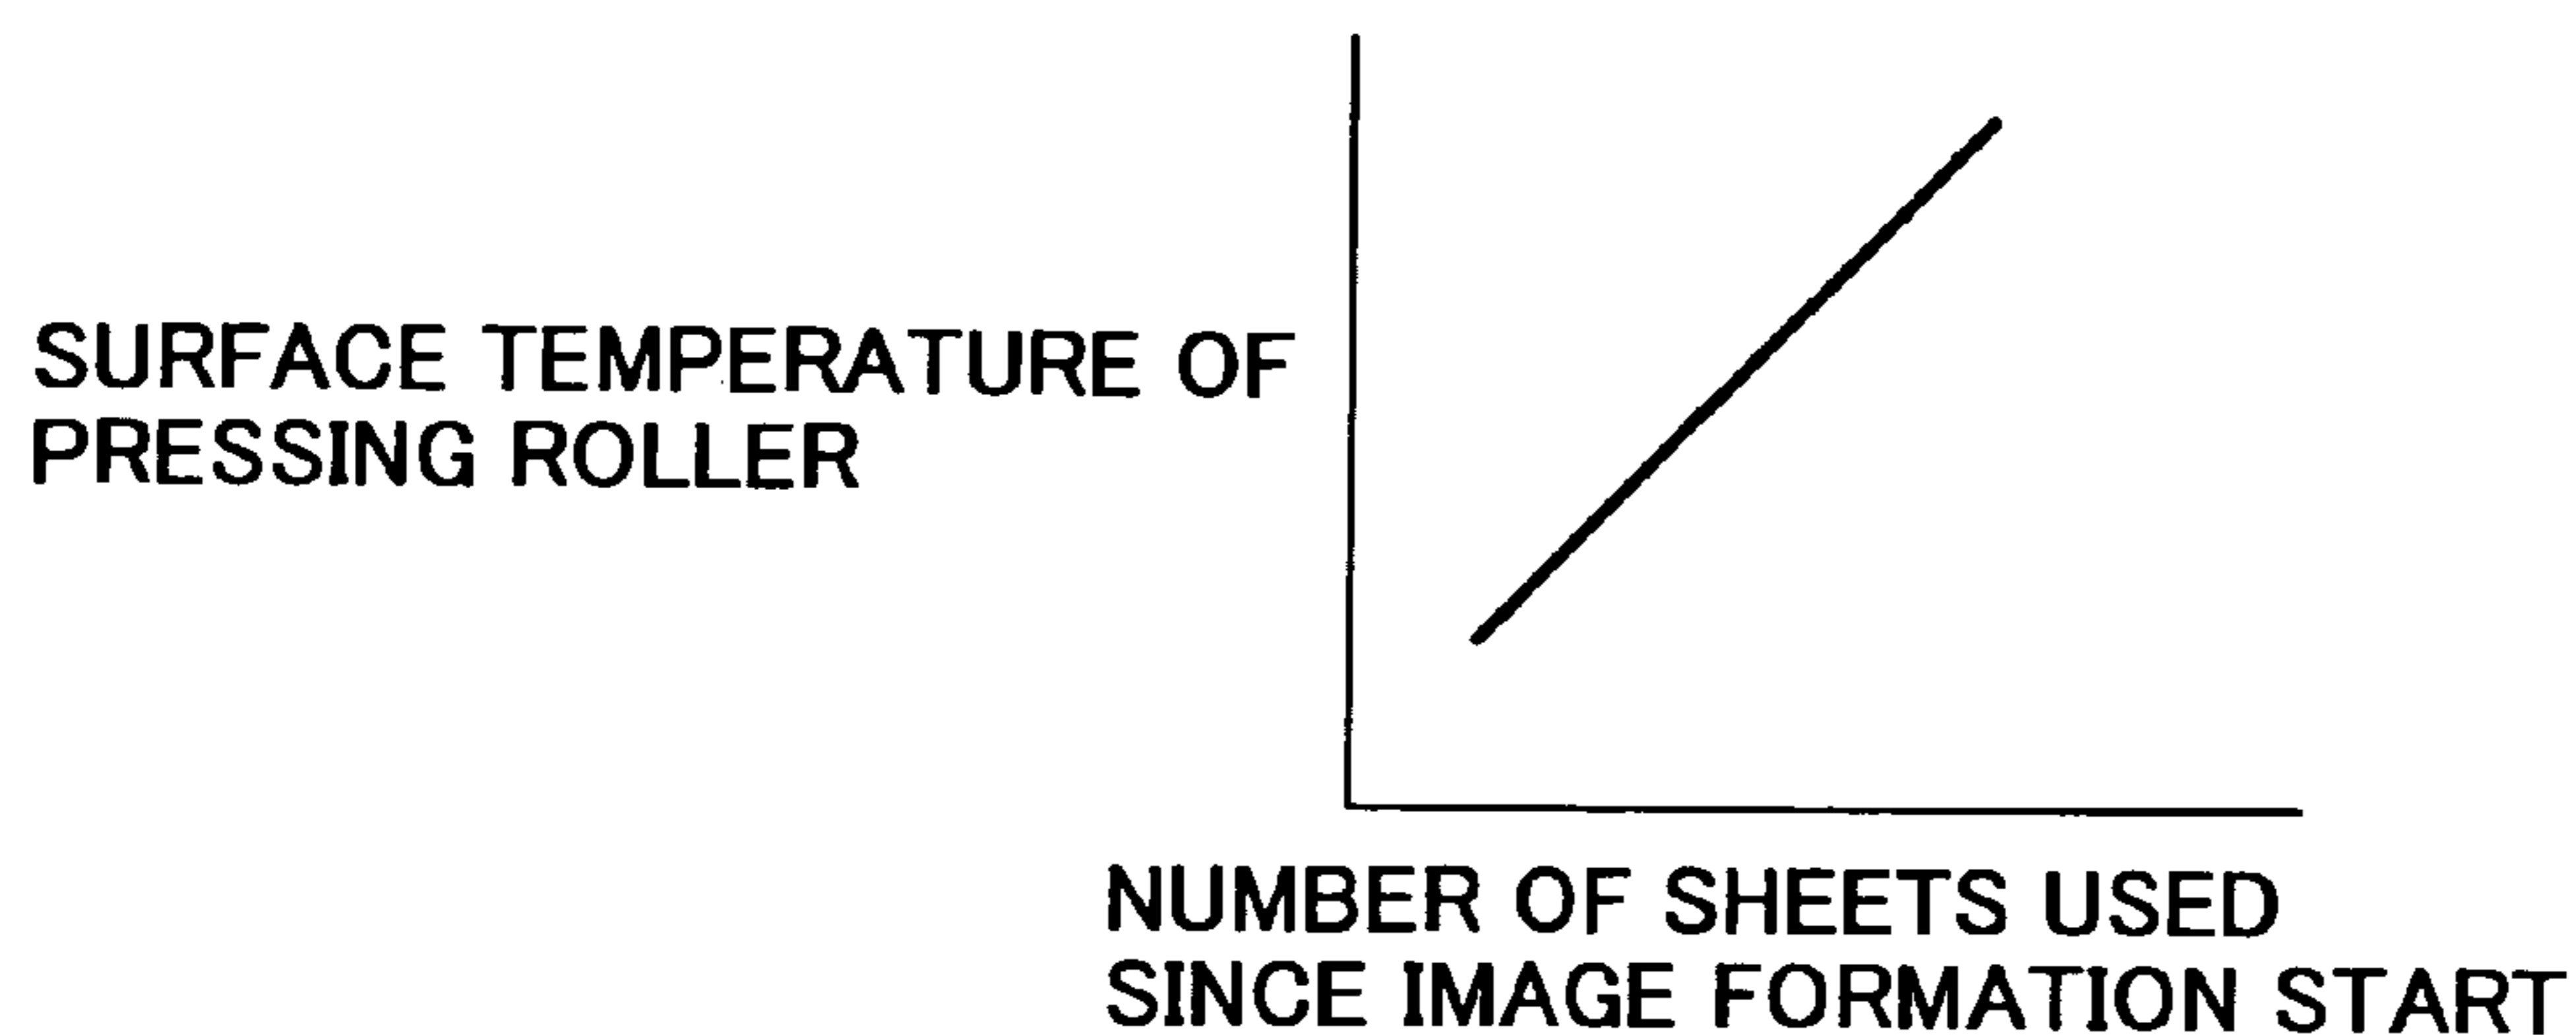 SURFACE TEMPERATURE OF
PRESSING ROLLER
NUMBER OF SHEETS USED
SINCE IMAGE FORMATION START